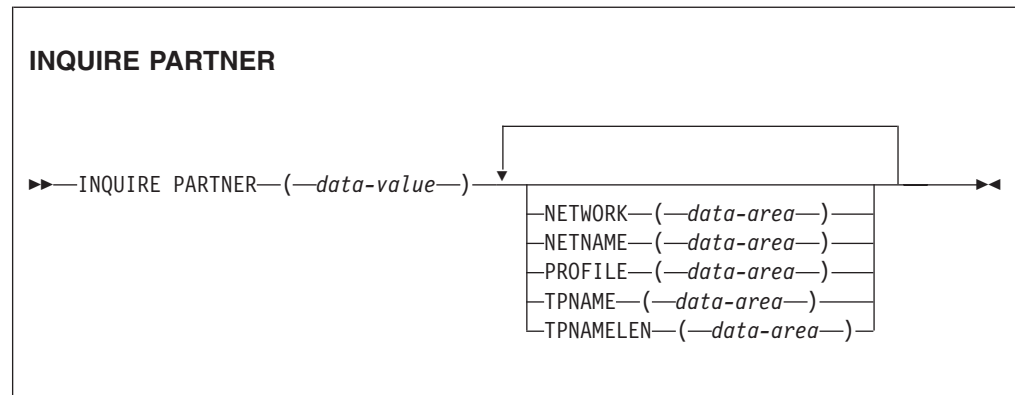 INQUIRE PARTNER
INQUIRE PARTNER ( data-value )
NETWORK ( data-area )
NETNAME ( data-area )
PROFILE ( data-area )
TPNAME ( data-area )
TPNAMELEN ( data-area )